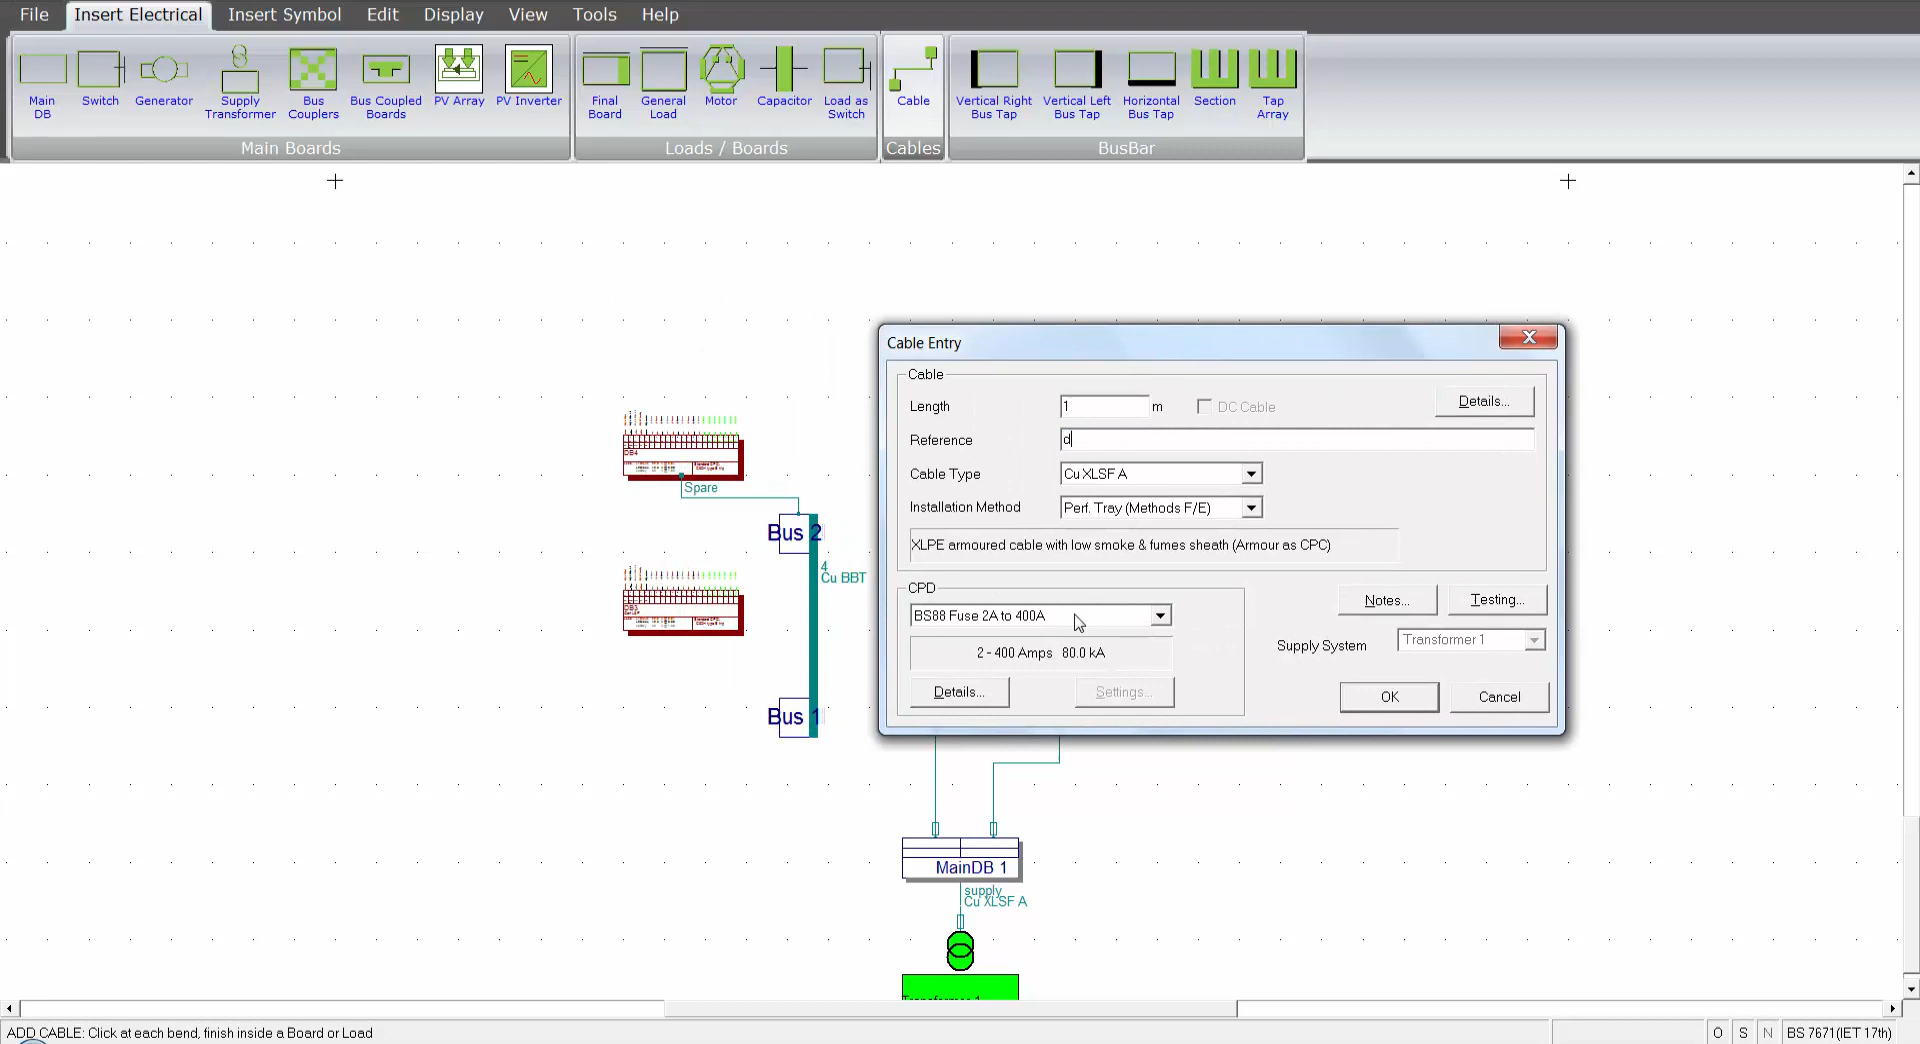 File Insert Electrical Insert Symbol Edit Display View Tools Help
Main DB
Switch
Generator
Supply Transformer
Bus Couplers
Bus Coupled Boards
PV Array
PV Inverter
Final Board
General Load
Motor
Capacitor
Load as Switch
Cable
Vertical Right Bus Tap
Vertical Left Bus Tap
Horizontal Bus Tap
Section
Tap Array
Main Boards
Loads / Boards
Cables
BusBar
Cable Entry
Cable
Length 1 m DC Cable Details...
Reference d
Cable Type Cu XLSF A
Installation Method Perf. Tray (Methods F/E)
XLPE armoured cable with low smoke & fumes sheath (Armour as CPC)
CPD
BS88 Fuse 2A to 400A
2 - 400 Amps 80.0 kA
Details... Settings...
Notes... Testing...
Supply System Transformer 1
OK Cancel
DB4
Spare
Bus 2
4
Cu BBT
DB3
Bus 1
MainDB 1
supply
Cu XLSF A
ADD CABLE: Click at each bend, finish inside a Board or Load
O S N BS 7671(IET 17th)